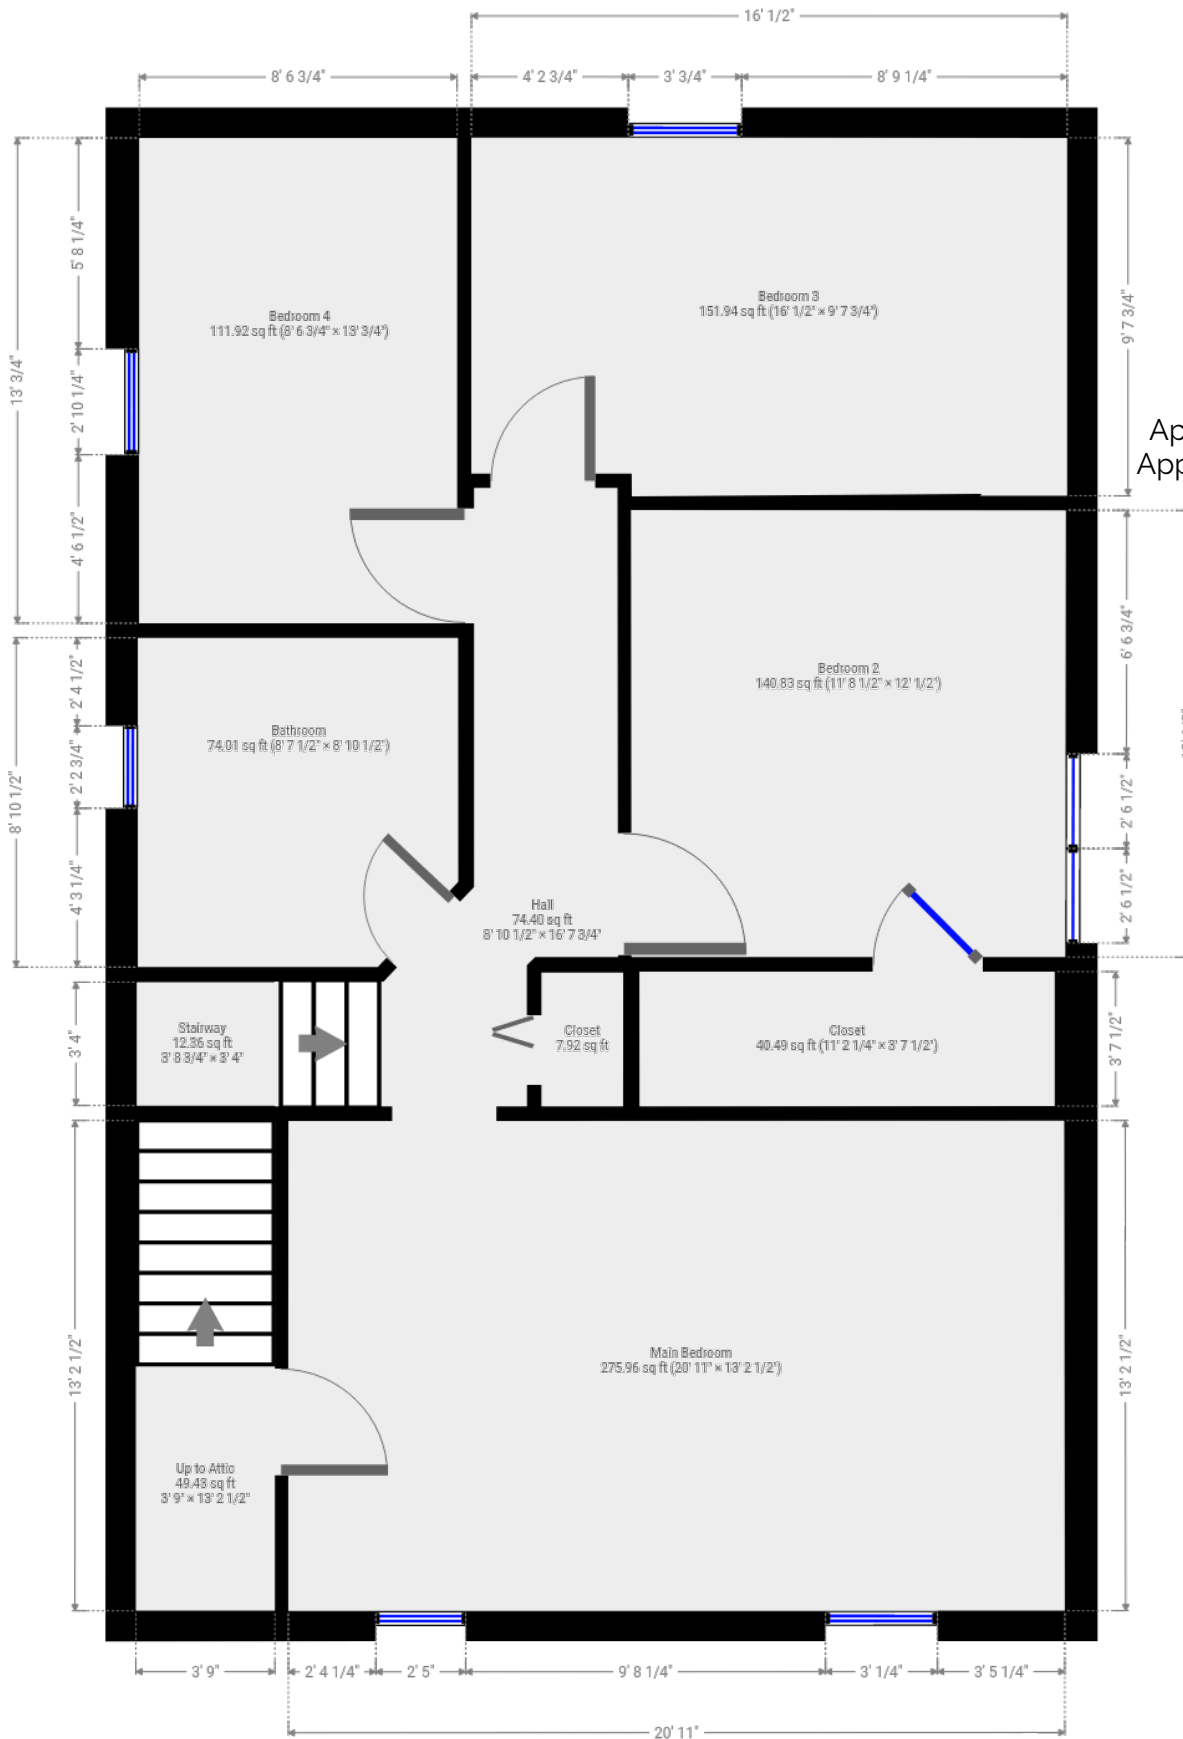 16' 1/2"
8' 6 3/4"
4' 2 3/4"
3' 3/4"
8' 9 1/4"
5' 8 1/4"
13' 3/4"
2' 10 1/4"
4' 6 1/2"
9' 7 3/4"
Bedroom 4
111.92 sq ft (8' 6 3/4" × 13' 3/4")
Bedroom 3
151.94 sq ft (16' 1/2" × 9' 7 3/4")
Ap
App
6' 6 3/4"
Bedroom 2
140.83 sq ft (11' 8 1/2" × 12' 1/2")
2' 4 1/2"
2' 2 3/4"
8' 10 1/2"
4' 3 1/4"
Bathroom
74.01 sq ft (8' 7 1/2" × 8' 10 1/2")
2' 6 1/2"
2' 6 1/2"
Hall
74.40 sq ft
8' 10 1/2" × 16' 7 3/4"
3' 4"
Stairway
12.36 sq ft
3' 8 3/4" × 3' 4"
Closet
7.92 sq ft
Closet
40.49 sq ft (11' 2 1/4" × 3' 7 1/2")
3' 7 1/2"
13' 2 1/2"
Main Bedroom
275.96 sq ft (20' 11" × 13' 2 1/2")
13' 2 1/2"
Up to Attic
49.43 sq ft
3' 9" × 13' 2 1/2"
3' 9"
2' 4 1/4"
2' 5"
9' 8 1/4"
3' 1/4"
3' 5 1/4"
20' 11"